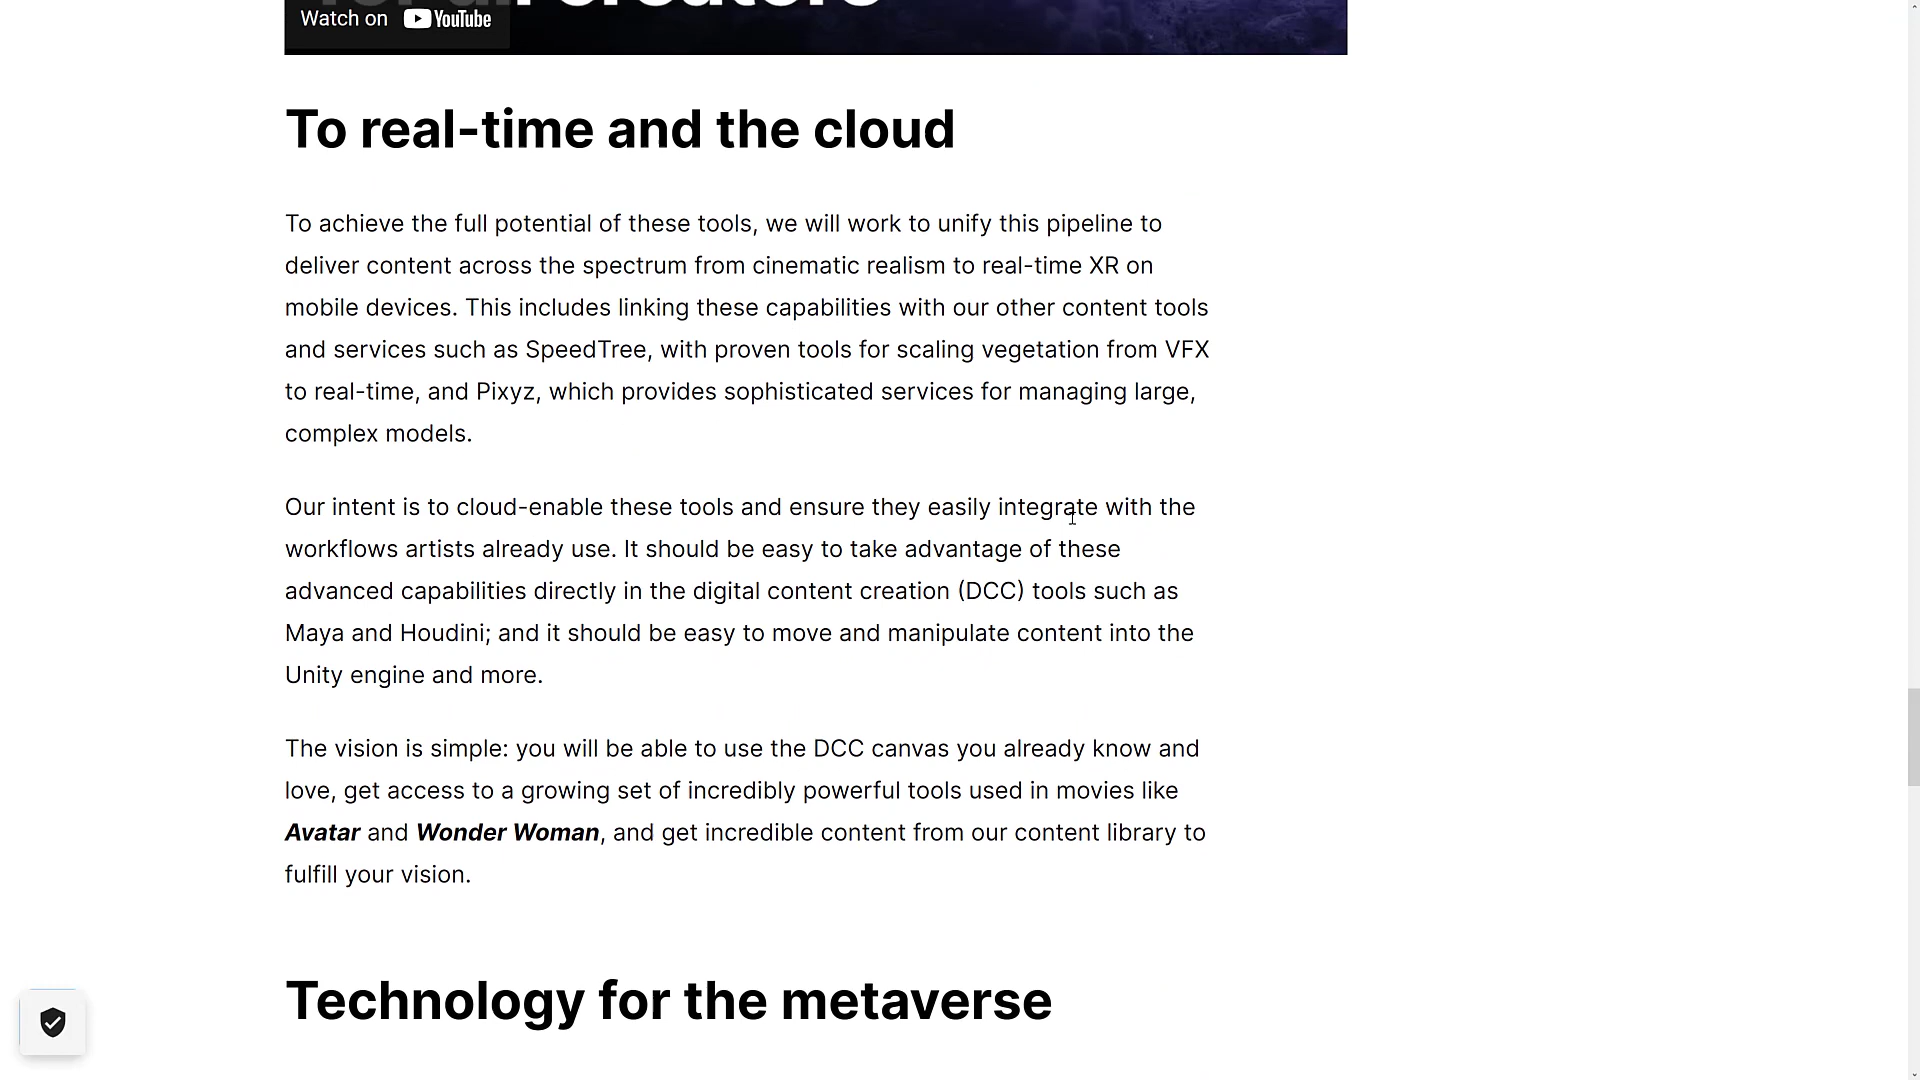 Watch on YouTube
To real-time and the cloud
To achieve the full potential of these tools, we will work to unify this pipeline to
deliver content across the spectrum from cinematic realism to real-time XR on
mobile devices. This includes linking these capabilities with our other content tools
and services such as SpeedTree, with proven tools for scaling vegetation from VFX
to real-time, and Pixyz, which provides sophisticated services for managing large,
complex models.
Our intent is to cloud-enable these tools and ensure they easily integrate with the
workflows artists already use. It should be easy to take advantage of these
advanced capabilities directly in the digital content creation (DCC) tools such as
Maya and Houdini; and it should be easy to move and manipulate content into the
Unity engine and more.
The vision is simple: you will be able to use the DCC canvas you already know and
love, get access to a growing set of incredibly powerful tools used in movies like
Avatar and Wonder Woman, and get incredible content from our content library to
fulfill your vision.
Technology for the metaverse